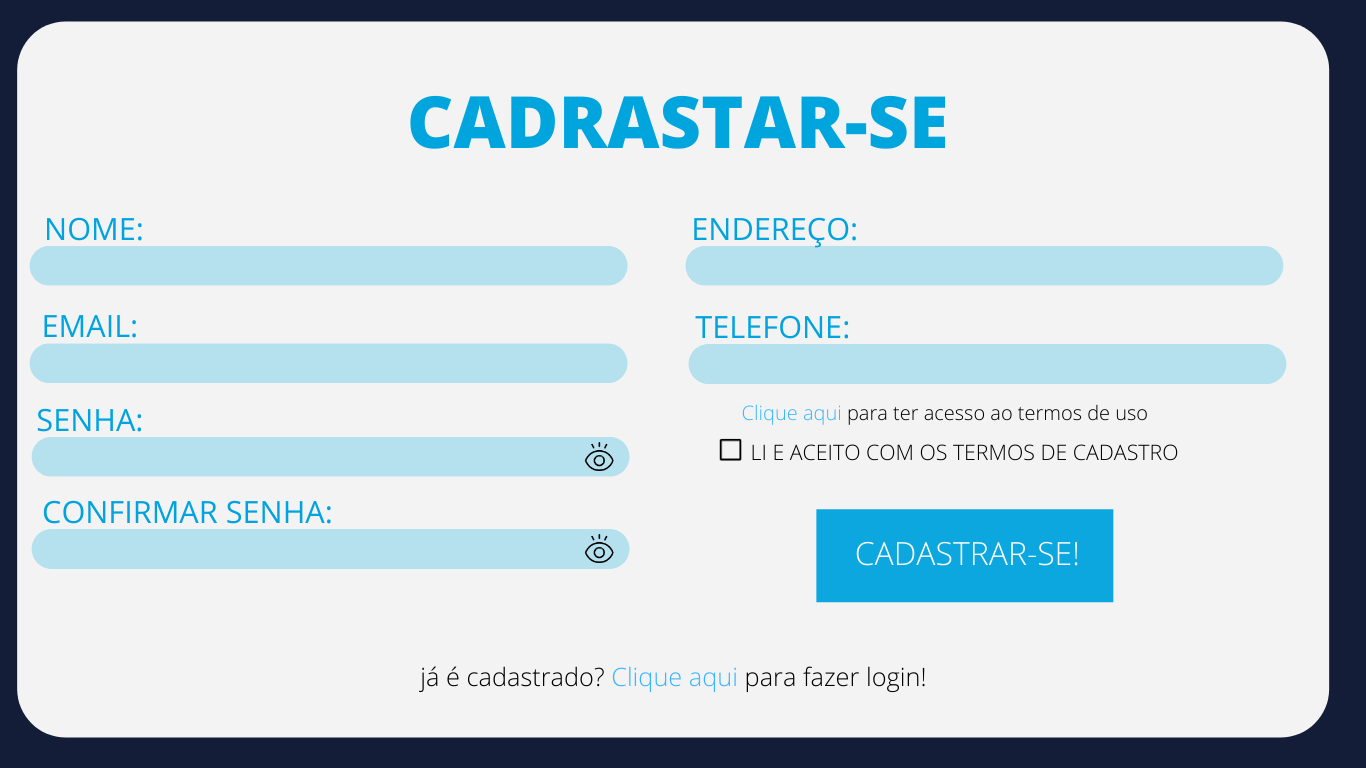 CADRASTAR-SE
NOME:
EMAIL:
SENHA:
CONFIRMAR SENHA:
ENDEREÇO:
TELEFONE:
Clique aqui para ter acesso ao termos de uso
LI E ACEITO COM OS TERMOS DE CADASTRO
CADASTRAR-SE!
já é cadastrado? Clique aqui para fazer login!